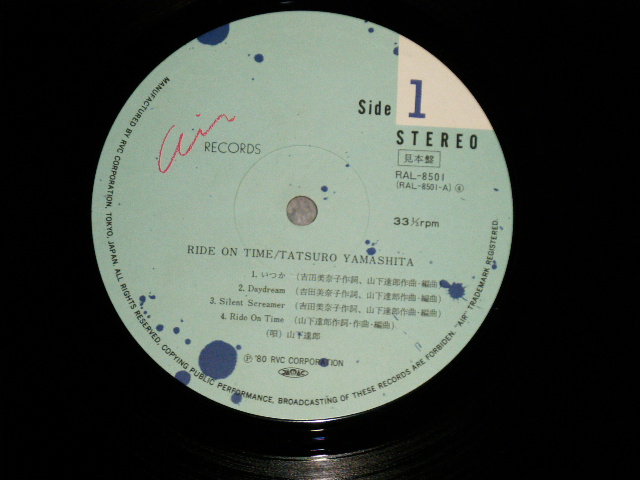 Air
RECORDS
Side 1
STEREO
見本盤
RAL-8501
(RAL-8501-A) ④
33⅓rpm
RIDE ON TIME/TATSURO YAMASHITA
1. いつか (吉田美奈子作詞、山下達郎作曲・編曲)
2. Daydream (吉田美奈子作詞、山下達郎作曲・編曲)
3. Silent Screamer (吉田美奈子作詞、山下達郎作曲・編曲)
4. Ride On Time (山下達郎作詞・作曲・編曲)
(唄) 山下達郎
Ⓟ '80 RVC CORPORATION
JASRAC
MANUFACTURED BY RVC CORPORATION, TOKYO, JAPAN. ALL RIGHTS RESERVED, COPYING PUBLIC PERFORMANCE, BROADCASTING OF THESE RECORDS ARE FORBIDEN. "AIR" TRADEMARK REGISTERED.